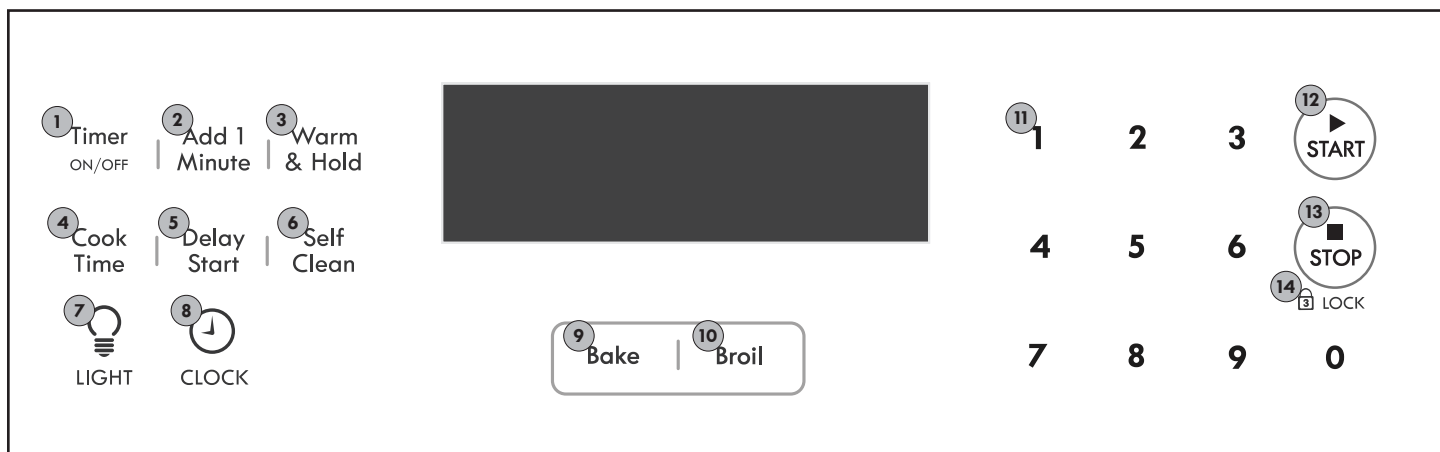 1 Timer
ON/OFF
2 Add 1
Minute
3 Warm
& Hold
4 Cook
Time
5 Delay
Start
6 Self
Clean
7
LIGHT
8
CLOCK
9 Bake
10 Broil
11
1 2 3
4 5 6
7 8 9 0
12
START
13
STOP
14
3 LOCK